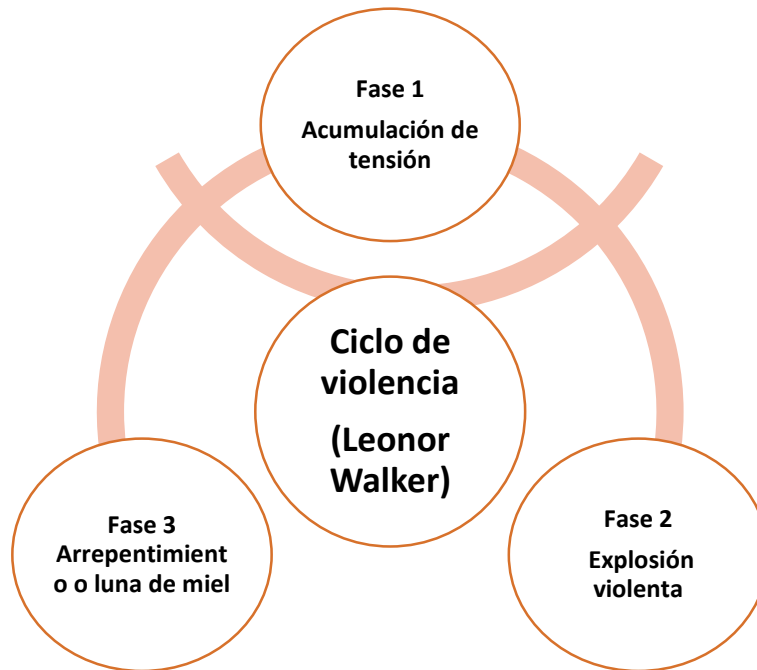 Fase 1
Acumulación de
tensión
Ciclo de
violencia
(Leonor
Walker)
Fase 2
Explosión
violenta
Fase 3
Arrepentimient
o o luna de miel